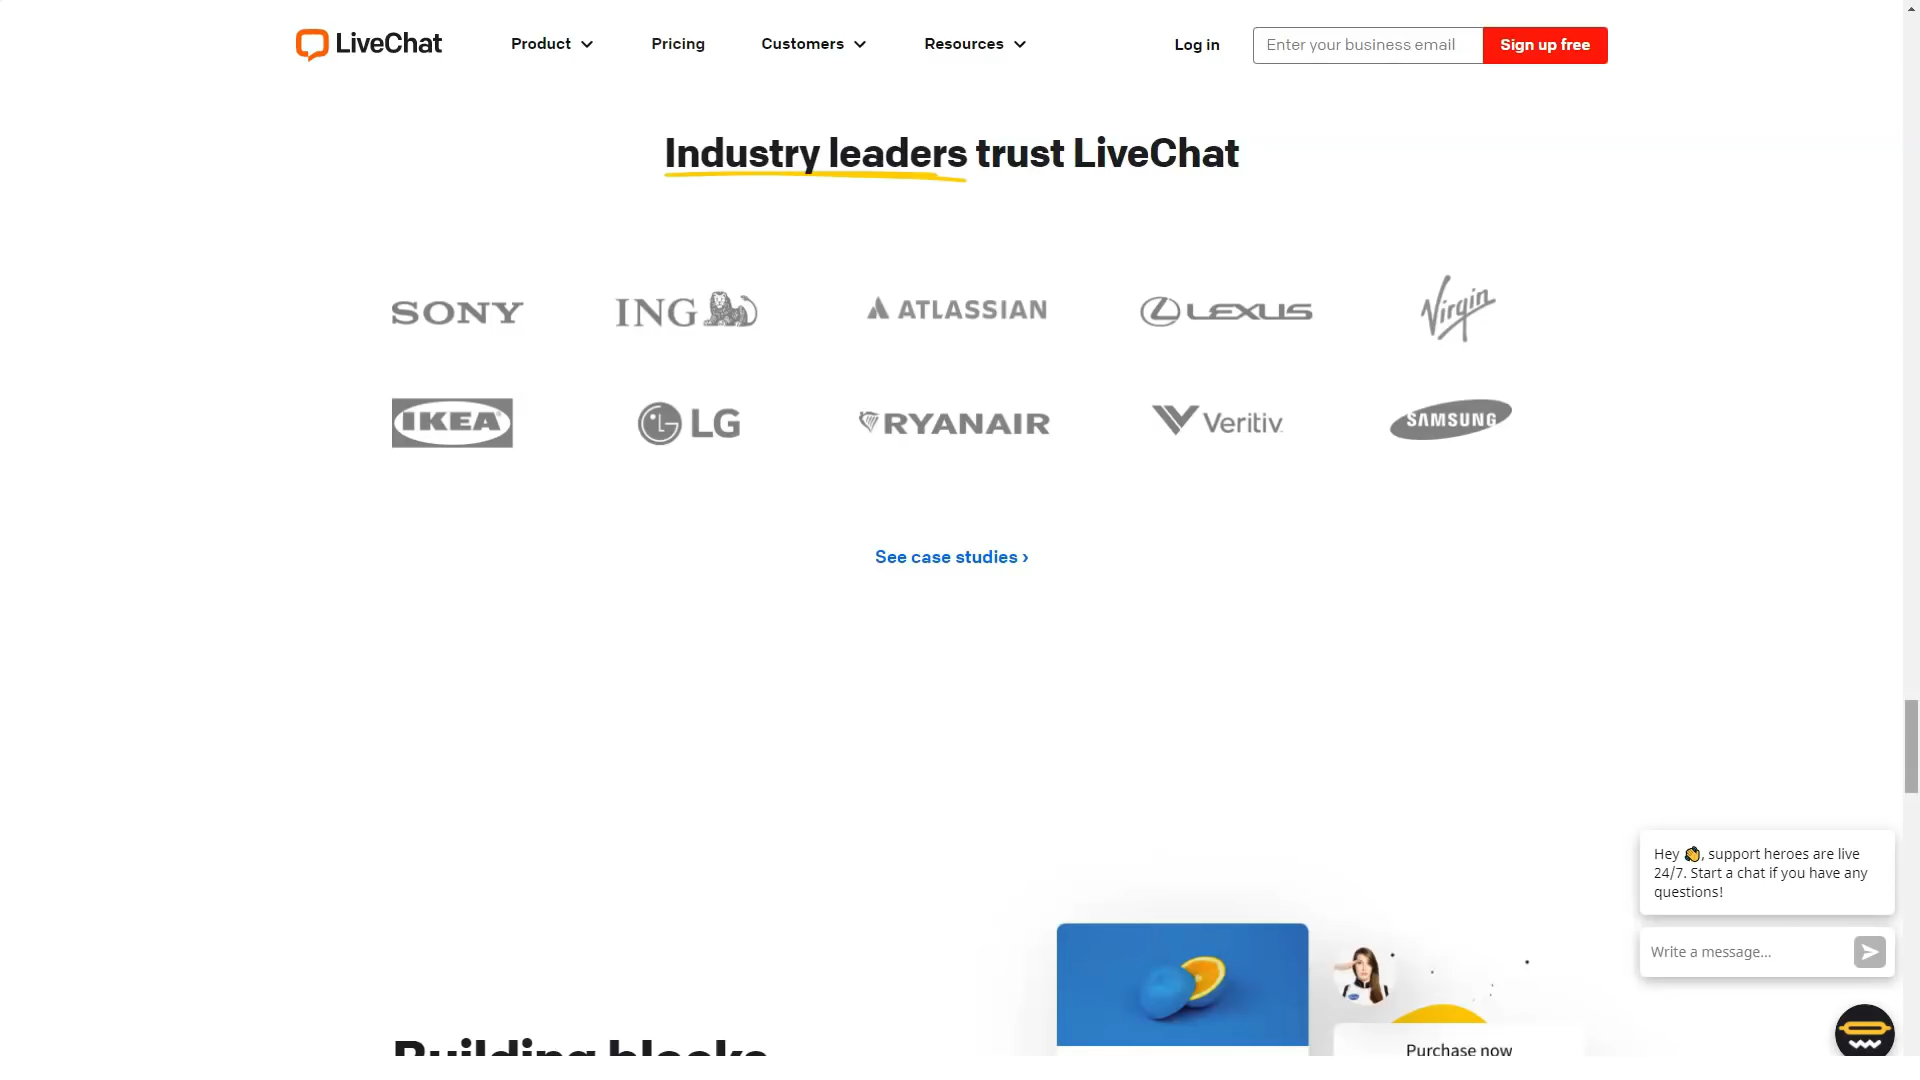 LiveChat
Product
Pricing
Customers
Resources
Log in
Enter your business email
Sign up free
Industry leaders trust LiveChat
SONY
ING
ATLASSIAN
LEXUS
Virgin
IKEA
LG
RYANAIR
Veritiv
SAMSUNG
See case studies ›
Hey 👋, support heroes are live
24/7. Start a chat if you have any
questions!
Write a message...
Building blocks
Purchase now